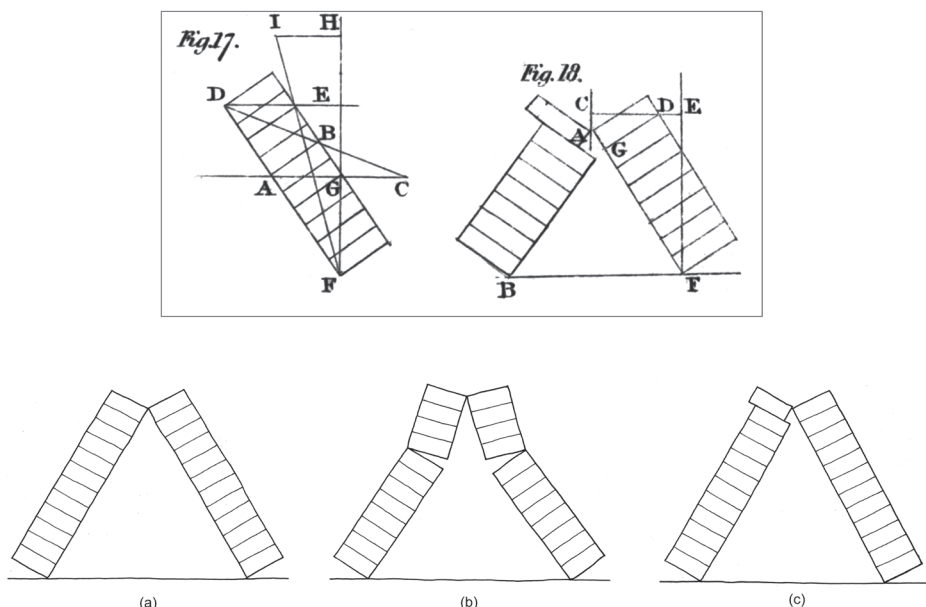 Fig.17.
I H
D E
B
A G C
F
Fig.18.
C D E
A G
B F
(a) (b) (c)